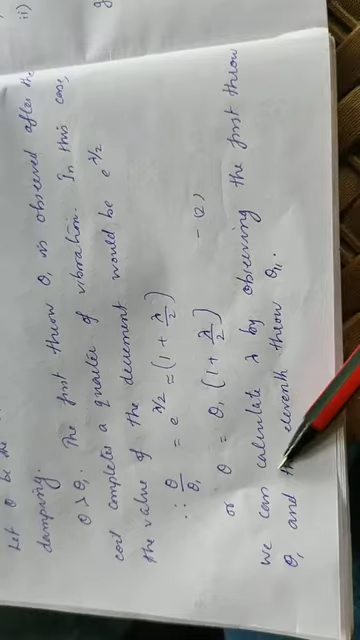 ii)
Let θ be the
damping.
θ > θ₁. The first throw θ₁ is observed after the
coil completes a quarter of vibration. In this case,
the value of the decrement would be e^λ/2
∴ θ/θ₁ = e^λ/2 = (1 + λ/2)
or θ = θ₁ (1 + λ/2) - (2)
we can calculate λ by observing the first throw
θ₁ and the eleventh throw θ₁₁.